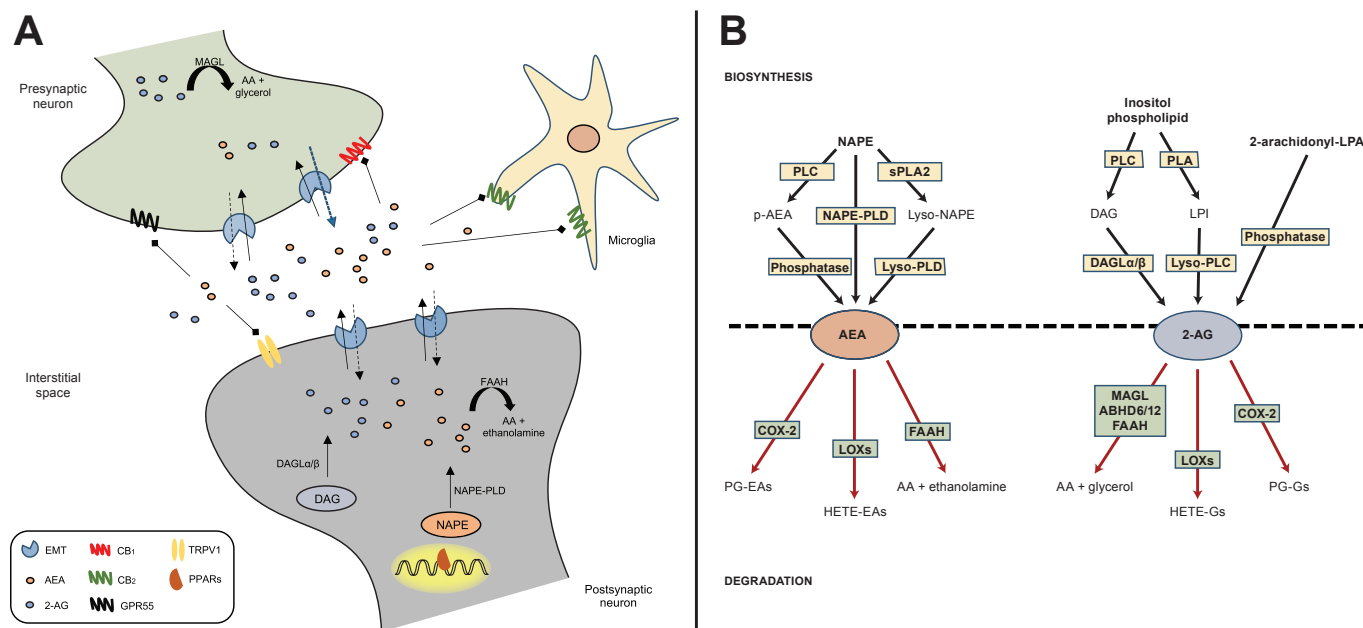 A
Presynaptic
neuron
MAGL
AA +
glycerol
Microglia
Interstitial
space
FAAH
AA +
ethanolamine
DAGLα/β
DAG
NAPE-PLD
NAPE
Postsynaptic
neuron
EMT
CB1
TRPV1
AEA
CB2
PPARs
2-AG
GPR55
B
BIOSYNTHESIS
NAPE
PLC
sPLA2
p-AEA
NAPE-PLD
Lyso-NAPE
Phosphatase
Lyso-PLD
AEA
Inositol
phospholipid
2-arachidonyl-LPA
PLC
PLA
DAG
LPI
Phosphatase
DAGLα/β
Lyso-PLC
2-AG
COX-2
LOXs
FAAH
PG-EAs
HETE-EAs
AA + ethanolamine
MAGL
ABHD6/12
FAAH
LOXs
COX-2
AA + glycerol
HETE-Gs
PG-Gs
DEGRADATION